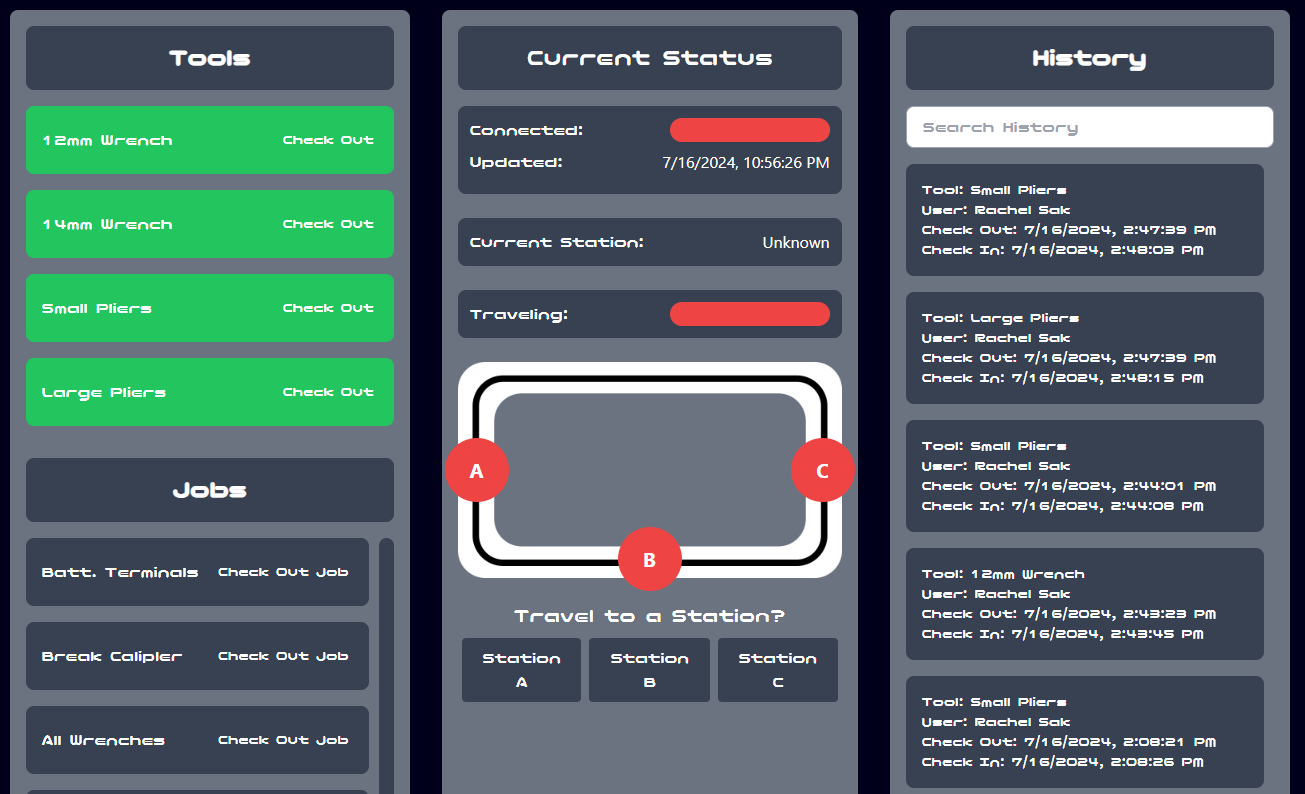 Tools
12mm Wrench Check Out
14mm Wrench Check Out
Small Pliers Check Out
Large Pliers Check Out
Jobs
Batt. Terminals Check Out Job
Break Calipler Check Out Job
All Wrenches Check Out Job
Current Status
Connected:
Updated: 7/16/2024, 10:56:26 PM
Current Station: Unknown
Traveling:
A
C
B
Travel to a Station?
Station
A
Station
B
Station
C
History
Search History
Tool: Small Pliers
User: Rachel Sak
Check Out: 7/16/2024, 2:47:39 PM
Check In: 7/16/2024, 2:48:03 PM
Tool: Large Pliers
User: Rachel Sak
Check Out: 7/16/2024, 2:47:39 PM
Check In: 7/16/2024, 2:48:15 PM
Tool: Small Pliers
User: Rachel Sak
Check Out: 7/16/2024, 2:44:01 PM
Check In: 7/16/2024, 2:44:08 PM
Tool: 12mm Wrench
User: Rachel Sak
Check Out: 7/16/2024, 2:43:23 PM
Check In: 7/16/2024, 2:43:45 PM
Tool: Small Pliers
User: Rachel Sak
Check Out: 7/16/2024, 2:08:21 PM
Check In: 7/16/2024, 2:08:26 PM